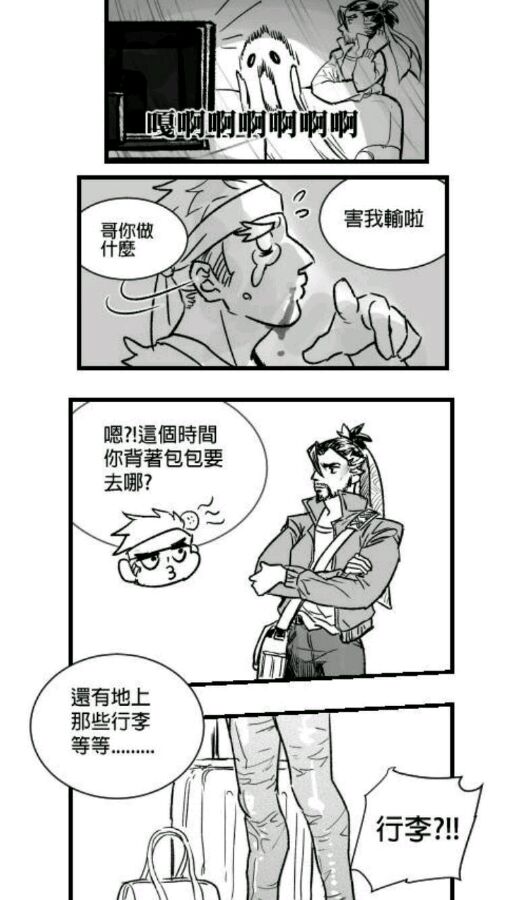 嘎啊啊啊啊啊啊
哥你做
什麼
害我輸啦
嗯?!這個時間
你背著包包要
去哪?
還有地上
那些行李
等等.........
行李?!!